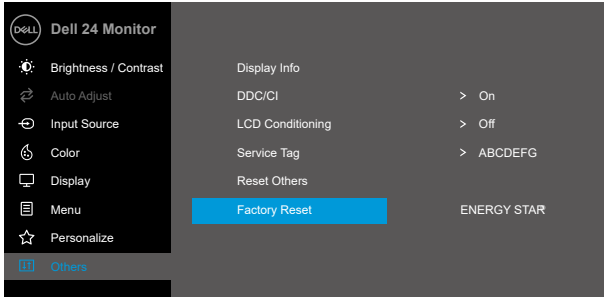 DELL Dell 24 Monitor
Brightness / Contrast Display Info
Auto Adjust DDC/CI > On
Input Source LCD Conditioning > Off
Color Service Tag > ABCDEFG
Display Reset Others
Menu Factory Reset ENERGY STAR®
Personalize
Others